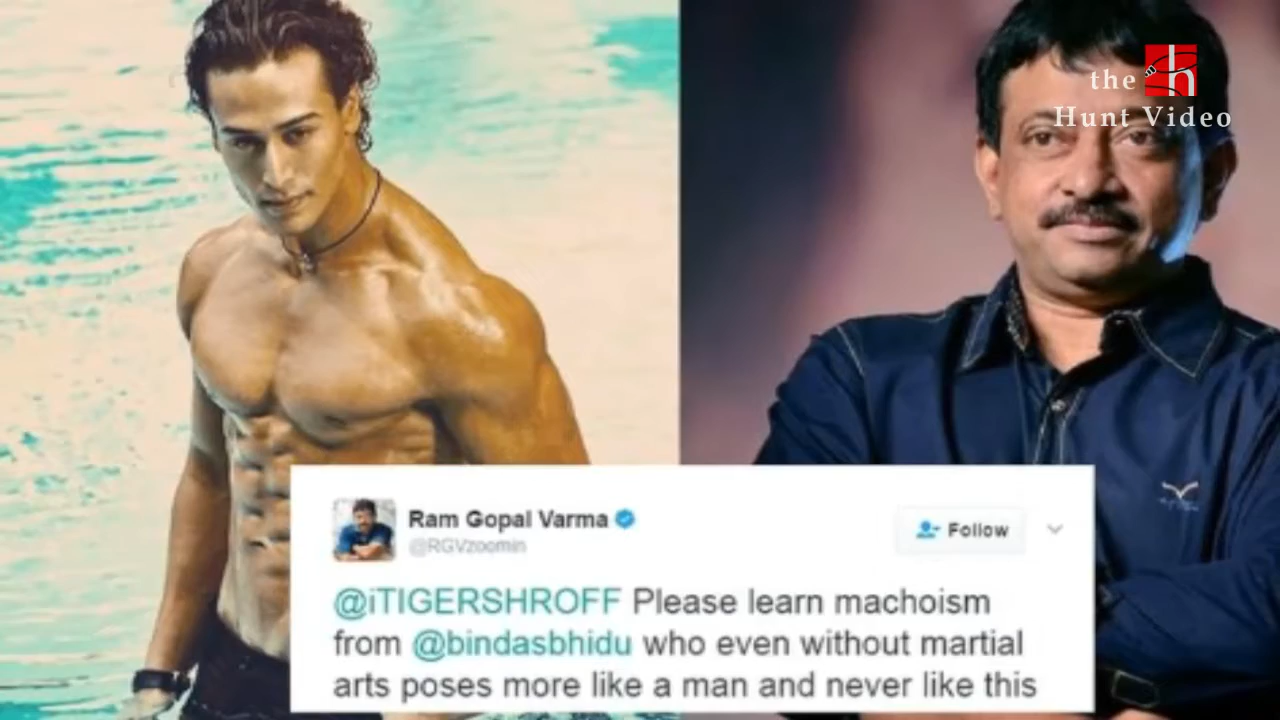 the h
Hunt Video
Ram Gopal Varma
@RGVzoomin
Follow
@iTIGERSHROFF Please learn machoism
from @bindasbhidu who even without martial
arts poses more like a man and never like this